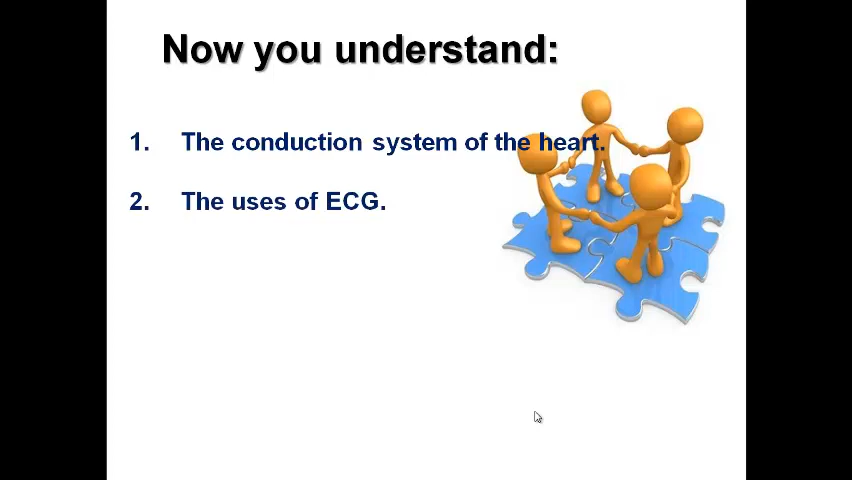 Now you understand:
1. The conduction system of the heart.
2. The uses of ECG.